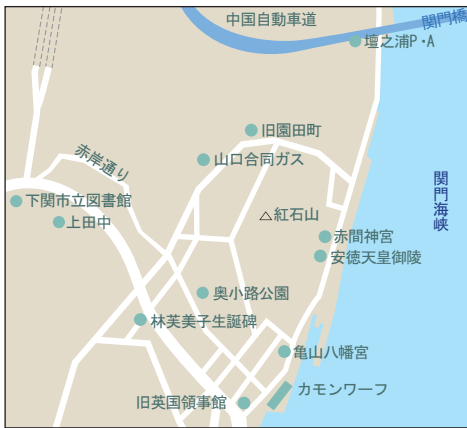 中国自動車道
関門橋
壇之浦P・A
旧園田町
赤岸通り
山口合同ガス
関門海峡
下関市立図書館
上田中
△紅石山
赤間神宮
安徳天皇御陵
奥小路公園
林芙美子生誕碑
亀山八幡宮
カモンワーフ
旧英国領事館